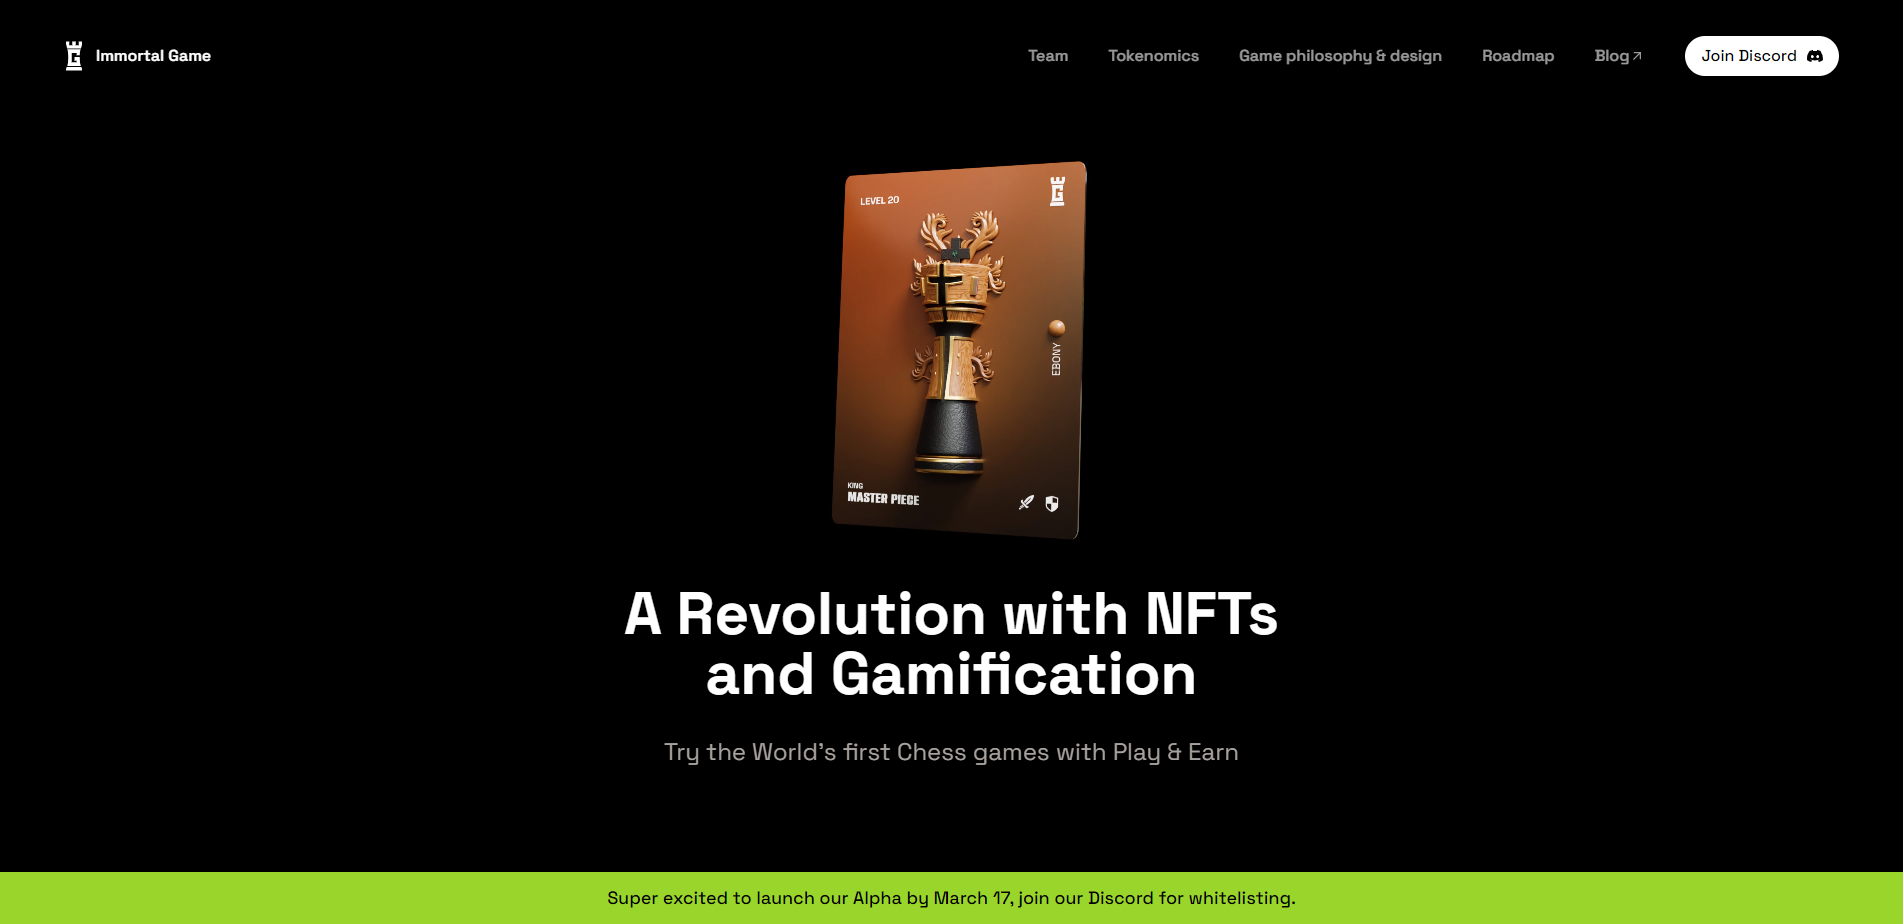 Immortal Game
Team
Tokenomics
Game philosophy & design
Roadmap
Blog
Join Discord
LEVEL 20
EBONY
KING
MASTER PIECE
A Revolution with NFTs
and Gamification
Try the World's first Chess games with Play & Earn
Super excited to launch our Alpha by March 17, join our Discord for whitelisting.